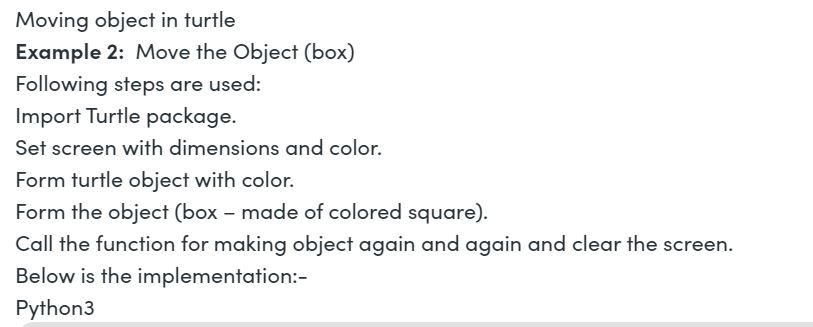 Moving object in turtle
Example 2:  Move the Object (box)
Following steps are used:
Import Turtle package.
Set screen with dimensions and color.
Form turtle object with color.
Form the object (box – made of colored square).
Call the function for making object again and again and clear the screen.
Below is the implementation:-
Python3